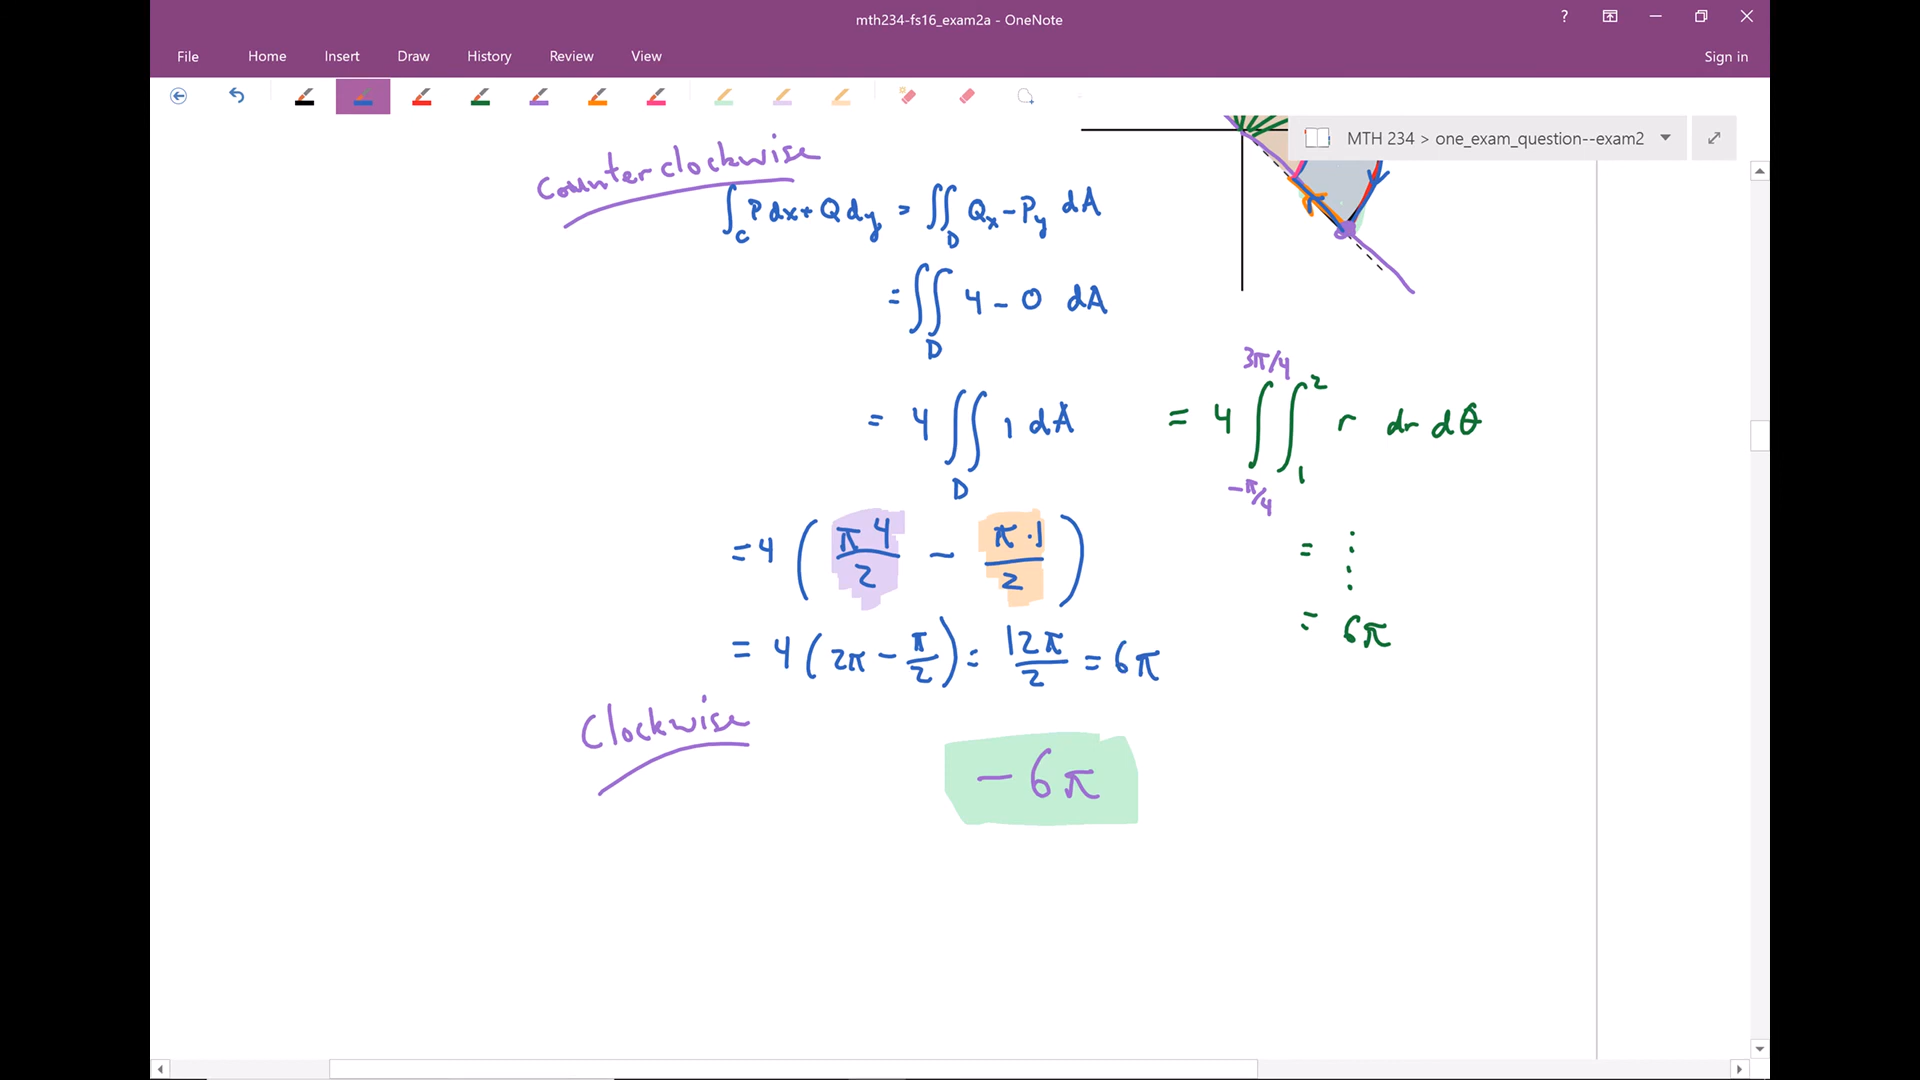 mth234-fs16_exam2a - OneNote
File Home Insert Draw History Review View Sign in
MTH 234 > one_exam_question--exam2
Counterclockwise
∫_C P dx + Q dy = ∬_D Q_x - P_y dA
= ∬_D 4 - 0 dA
= 4 ∬_D 1 dA
= 4 ( π4/2 - π·1/2 )
= 4 ( 2π - π/2 ) = 12π/2 = 6π
= 4 ∫_{-π/4}^{3π/4} ∫_1^2 r dr dθ
= ⋮
= 6π
Clockwise
- 6π